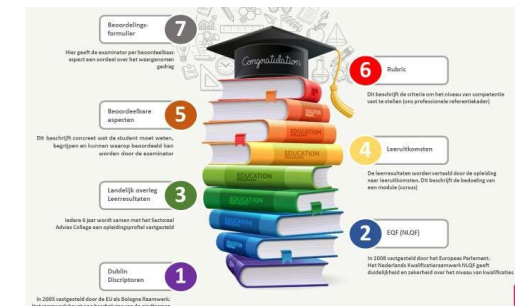 Beoordelings-
formulier
7
Hier geeft de examinator per beoordeelbaar
aspect een oordeel over het waargenomen
gedrag
Congratulation
6
Rubric
Dit beschrijft de criteria om het niveau van competentie
vast te stellen (ons professionele referentiekader)
Beoordeelbare
aspecten
5
Dit beschrijft concreet wat de student moet weten,
begrijpen en kunnen waarop beoordeeld kan
worden door de examinator
4
Leeruitkomsten
De leerresultaten worden vertaald door de opleiding
naar leeruitkomsten. Dit beschrijft de bedoeling van
een module (cursus)
Landelijk overleg
Leerresultaten
3
Iedere 6 jaar wordt samen met het Sectoraal
Advies College een opleidingsprofiel vastgesteld
2
EQF (NLQF)
In 2008 vastgesteld door het Europees Parlement.
Het Nederlands Kwalificatieraamwerk NLQF geeft
duidelijkheid en zekerheid over het niveau van kwalificaties
Dublin
Discriptoren
1
In 2005 vastgesteld door de EU als Bologna Raamwerk.
EDUCATION
EDUCATION
EDUCATION
EDUCATION